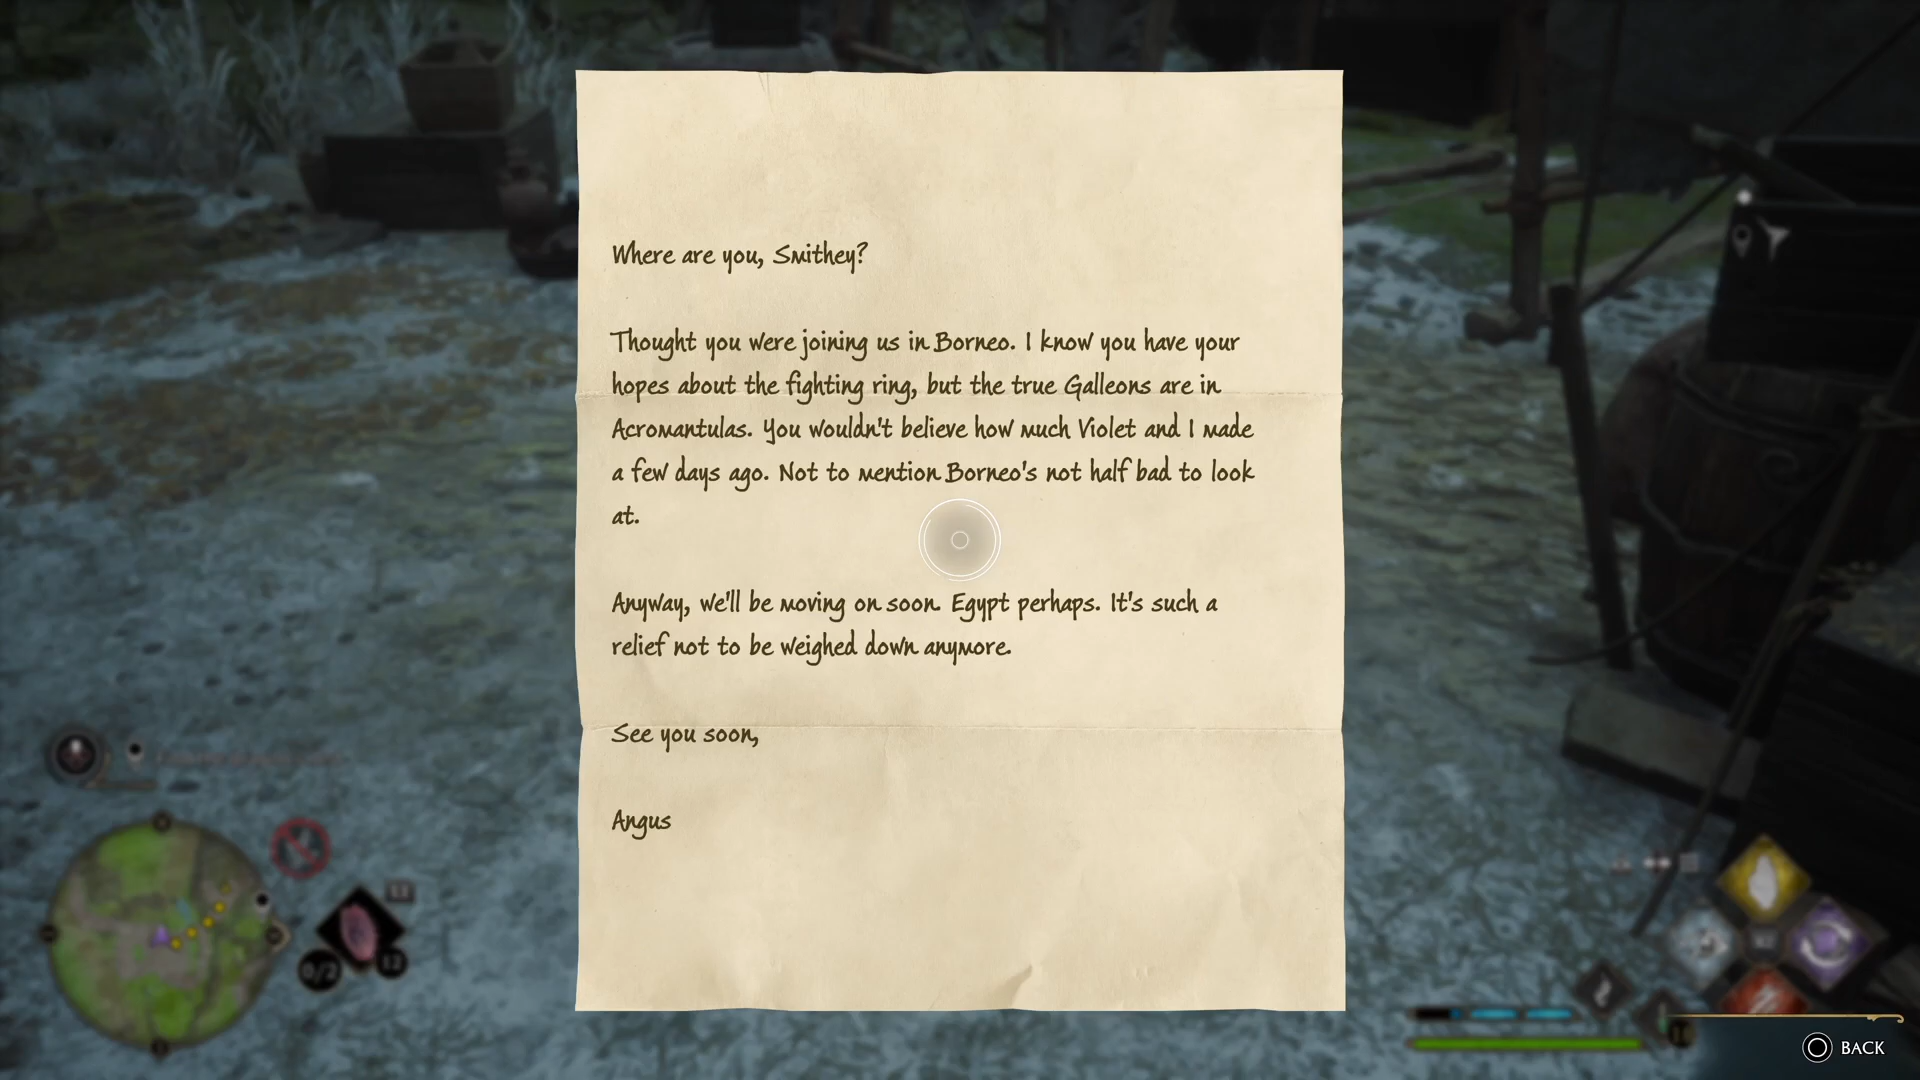 Where are you, Smithey?
Thought you were joining us in Borneo. I know you have your
hopes about the fighting ring, but the true Galleons are in
Acromantulas. You wouldn't believe how much Violet and I made
a few days ago. Not to mention Borneo's not half bad to look
at.
Anyway, we'll be moving on soon. Egypt perhaps. It's such a
relief not to be weighed down anymore.
See you soon,
Angus
0/2
12
BACK